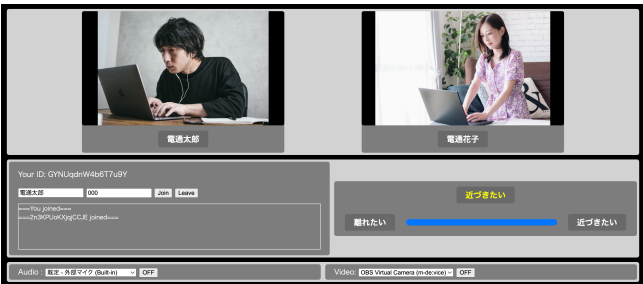 電通太郎
電通花子
Your ID: GYNUqdnW4b6T7u9Y
電通太郎 000 Join Leave
===You joined===
===2n3KPUoKXjqjCCJE joined===
近づきたい
離れたい 近づきたい
Audio : 既定 - 外部マイク (Built-in) OFF
Video: OBS Virtual Camera (m-de:vice) OFF